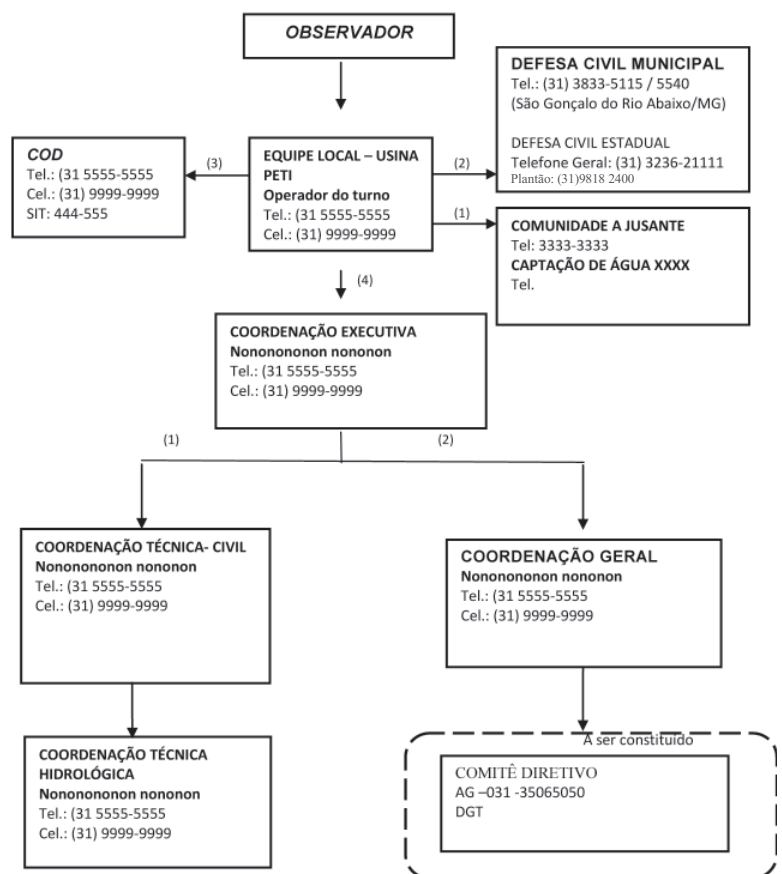 OBSERVADOR
DEFESA CIVIL MUNICIPAL
Tel.: (31) 3833-5115 / 5540
(São Gonçalo do Rio Abaixo/MG)
DEFESA CIVIL ESTADUAL
Telefone Geral: (31) 3236-21111
Plantão: (31)9818 2400
COD
Tel.: (31 5555-5555
Cel.: (31) 9999-9999
SIT: 444-555
(3)
EQUIPE LOCAL – USINA
PETI
Operador do turno
Tel.: (31 5555-5555
Cel.: (31) 9999-9999
(2)
(1)
COMUNIDADE A JUSANTE
Tel: 3333-3333
CAPTAÇÃO DE ÁGUA XXXX
Tel.
(4)
COORDENAÇÃO EXECUTIVA
Nonononononon nononon
Tel.: (31 5555-5555
Cel.: (31) 9999-9999
(1)
(2)
COORDENAÇÃO TÉCNICA- CIVIL
Nonononononon nononon
Tel.: (31 5555-5555
Cel.: (31) 9999-9999
COORDENAÇÃO GERAL
Nonononononon nononon
Tel.: (31 5555-5555
Cel.: (31) 9999-9999
COORDENAÇÃO TÉCNICA
HIDROLÓGICA
Nonononononon nononon
Tel.: (31 5555-5555
Cel.: (31) 9999-9999
A ser constituído
COMITÊ DIRETIVO
AG –031 -35065050
DGT